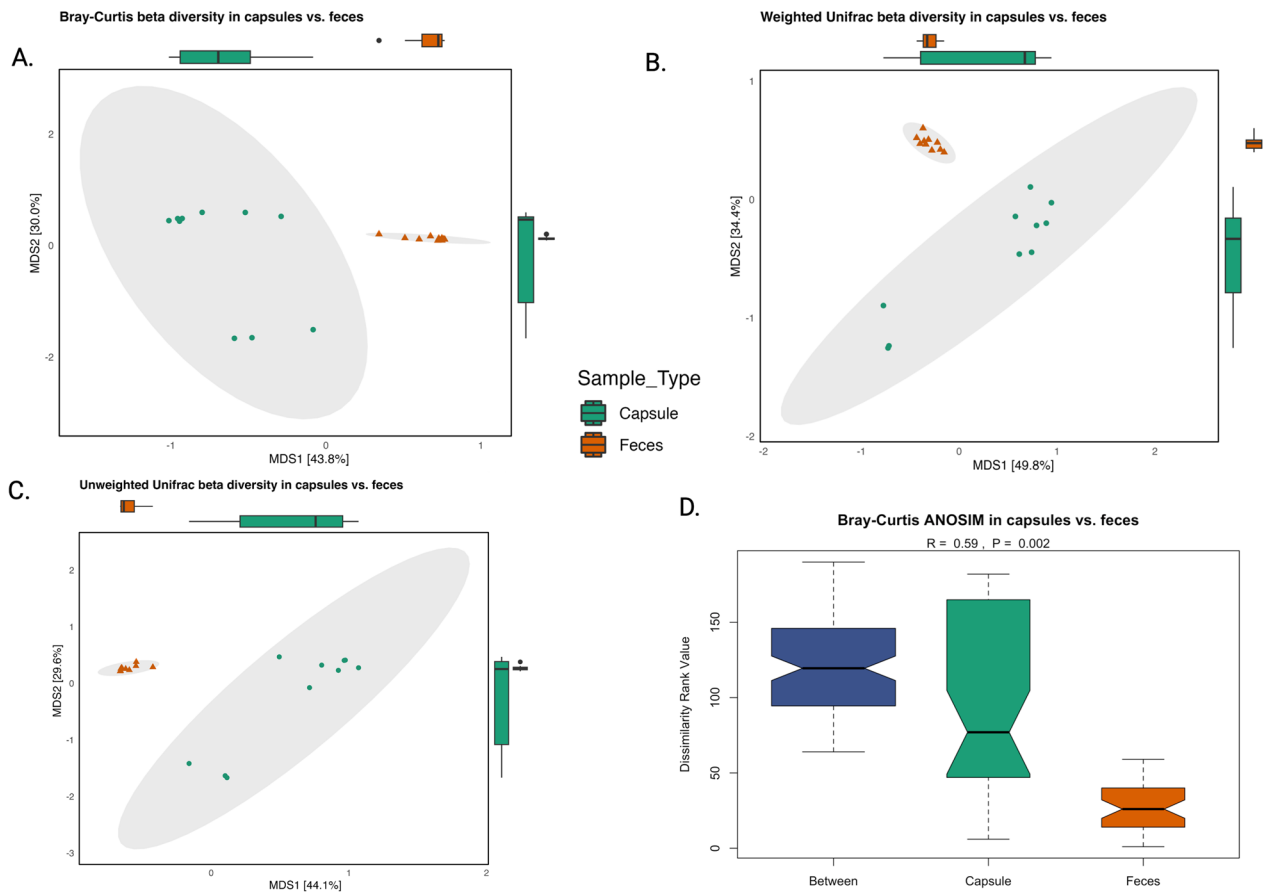 Bray-Curtis beta diversity in capsules vs. feces
A.
2
0
-2
MDS2 [30.0%]
-1
0
1
MDS1 [43.8%]
Weighted Unifrac beta diversity in capsules vs. feces
B.
1
0
-1
-2
MDS2 [34.4%]
-2
-1
0
1
2
MDS1 [49.8%]
Sample_Type
Capsule
Feces
C.
Unweighted Unifrac beta diversity in capsules vs. feces
2
1
0
-1
-2
-3
MDS2 [29.6%]
0
1
2
MDS1 [44.1%]
D.
Bray-Curtis ANOSIM in capsules vs. feces
R = 0.59 , P = 0.002
150
100
50
0
Dissimilarity Rank Value
Between
Capsule
Feces